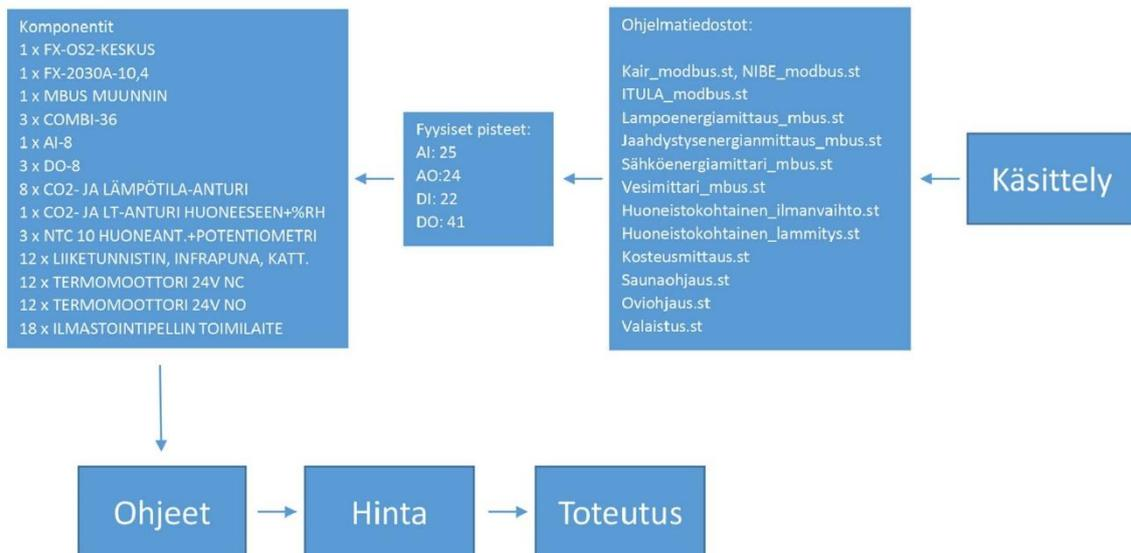 Komponentit
1 x FX-OS2-KESKUS
1 x FX-2030A-10,4
1 x MBUS MUUNNIN
3 x COMBI-36
1 x AI-8
3 x DO-8
8 x CO2- JA LÄMPÖTILA-ANTURI
1 x CO2- JA LT-ANTURI HUONEESEEN+%RH
3 x NTC 10 HUONEANT.+POTENTIOMETRI
12 x LIIKETUNNISTIN, INFRAPUNA, KATT.
12 x TERMOMOOTTORI 24V NC
12 x TERMOMOOTTORI 24V NO
18 x ILMASTOINTIPELLIN TOIMILAITE
Fyysiset pisteet:
AI: 25
AO:24
DI: 22
DO: 41
Ohjelmatiedostot:
Kair_modbus.st, NIBE_modbus.st
ITULA_modbus.st
Lampoenergiamittaus_mbus.st
Jaahdystysenergianmittaus_mbus.st
Sähköenergiamittari_mbus.st
Vesimittari_mbus.st
Huoneistokohtainen_ilmanvaihto.st
Huoneistokohtainen_lammitys.st
Kosteusmittaus.st
Saunaohjaus.st
Oviohjaus.st
Valaistus.st
Käsittely
Ohjeet
Hinta
Toteutus